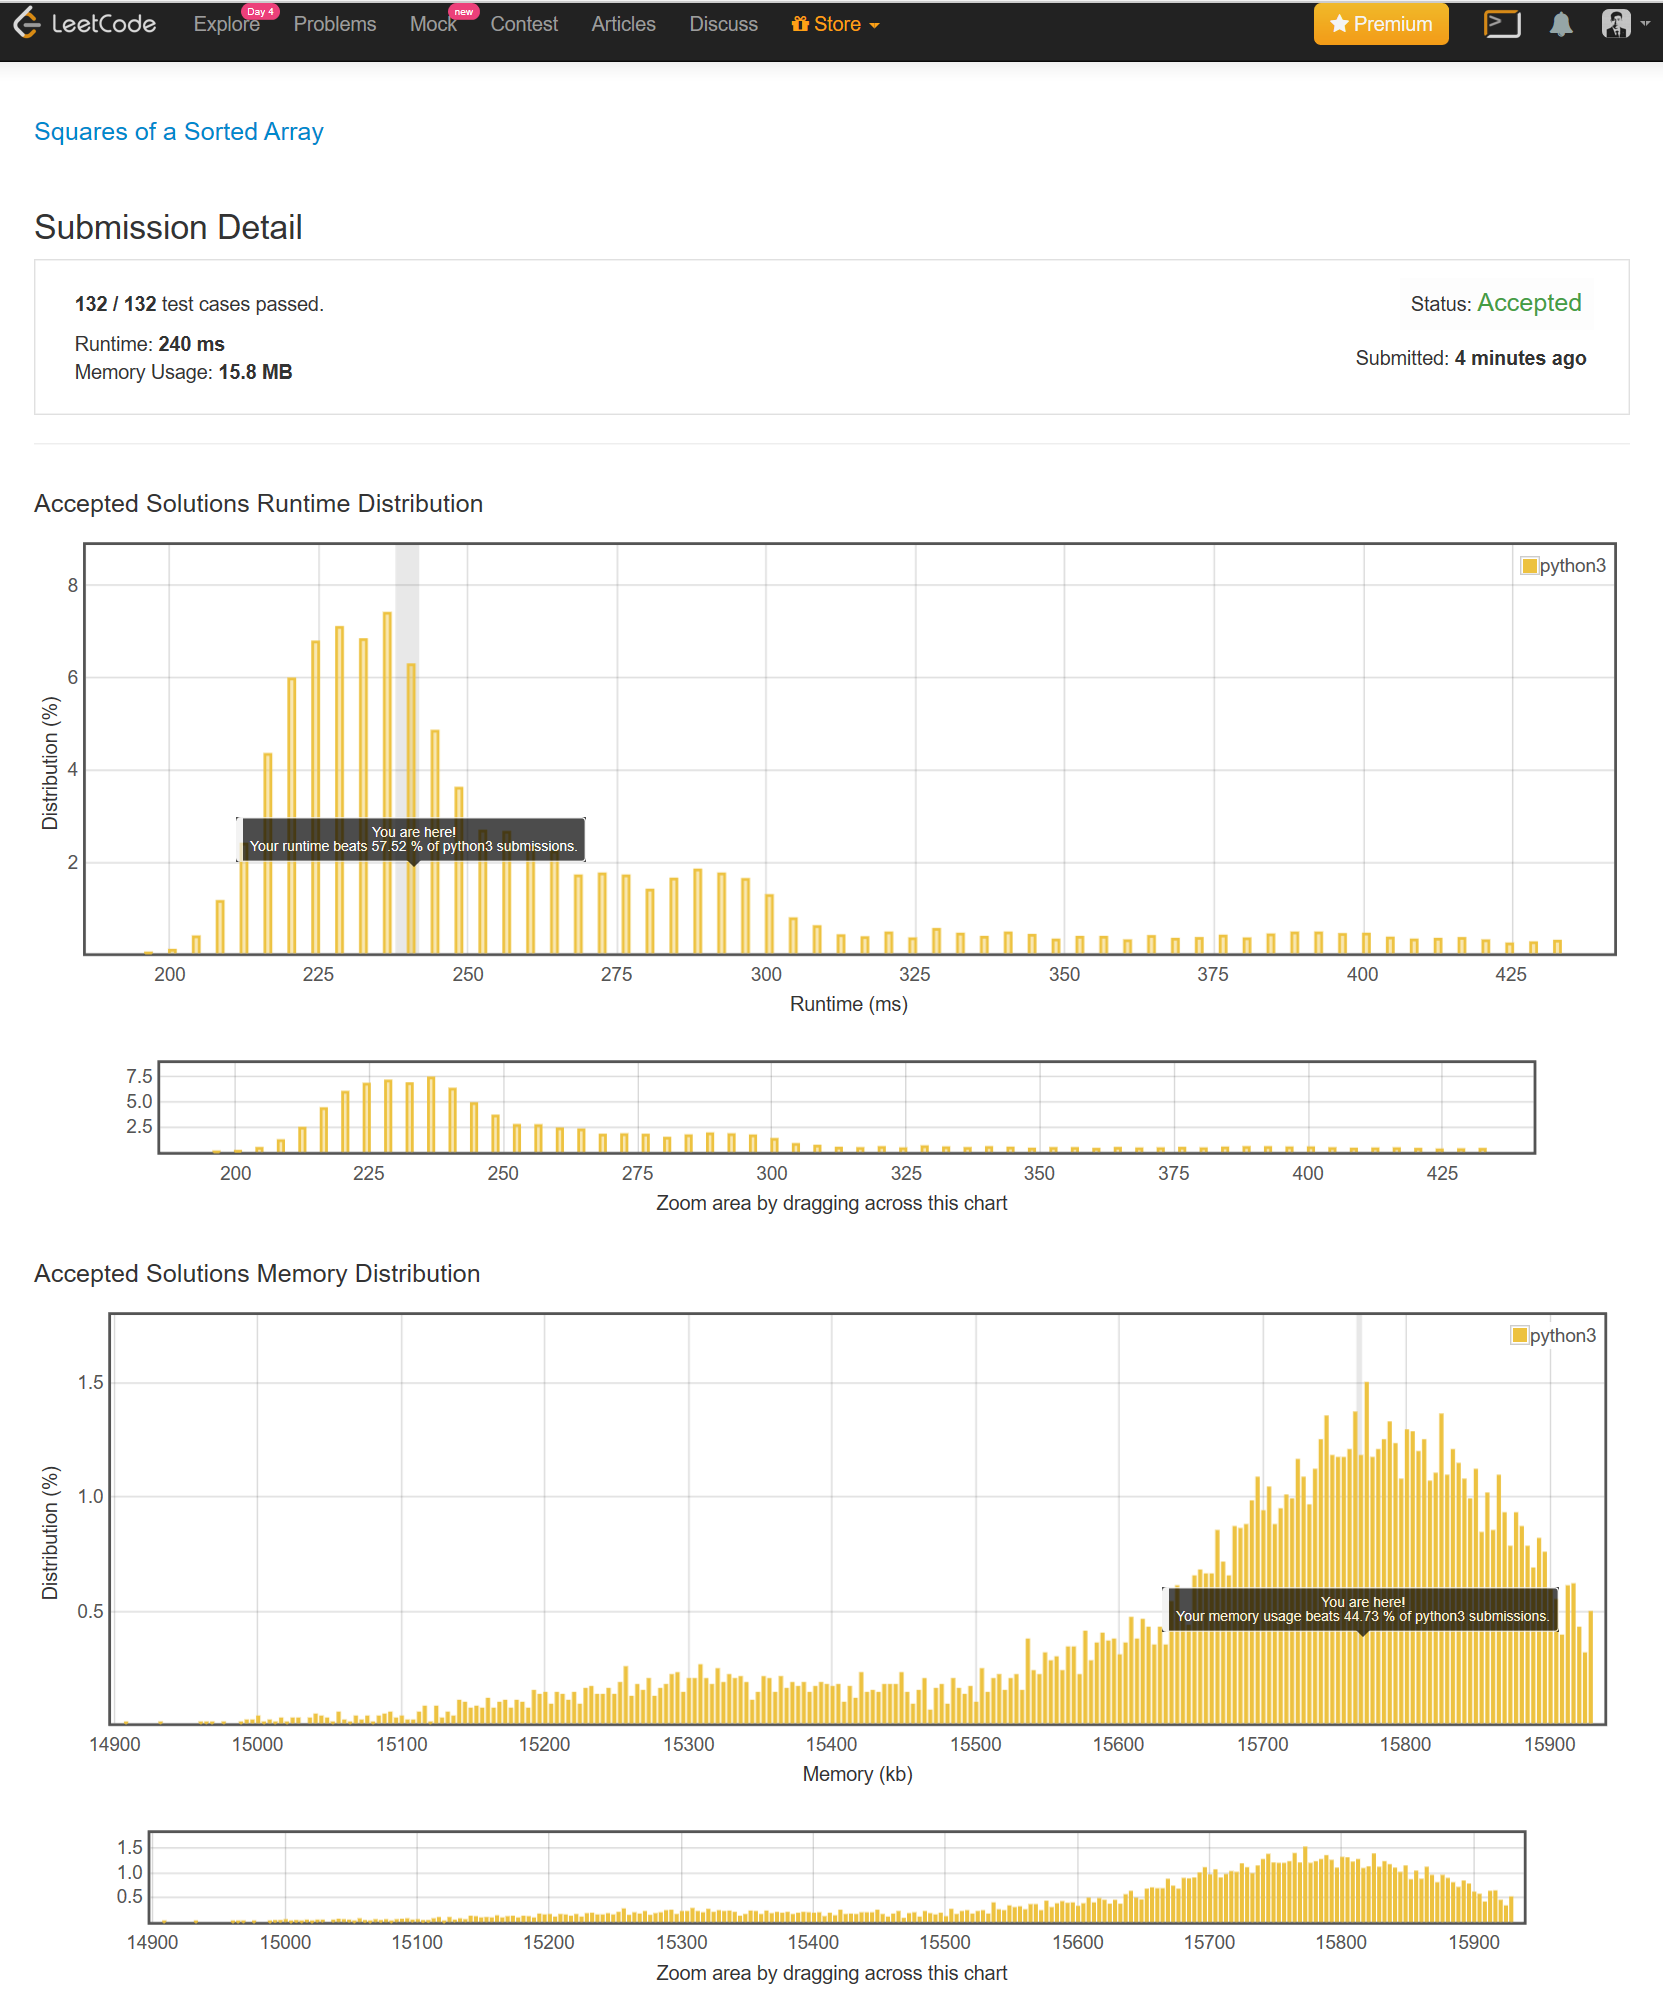 LeetCode Explore Day 4 Problems Mock new Contest Articles Discuss Store Premium
Squares of a Sorted Array
Submission Detail
132 / 132 test cases passed.
Status: Accepted
Runtime: 240 ms
Submitted: 4 minutes ago
Memory Usage: 15.8 MB
Accepted Solutions Runtime Distribution
python3
8
6
4
2
Distribution (%)
You are here!
Your runtime beats 57.52 % of python3 submissions.
200 225 250 275 300 325 350 375 400 425
Runtime (ms)
7.5
5.0
2.5
200 225 250 275 300 325 350 375 400 425
Zoom area by dragging across this chart
Accepted Solutions Memory Distribution
python3
1.5
1.0
0.5
Distribution (%)
You are here!
Your memory usage beats 44.73 % of python3 submissions.
14900 15000 15100 15200 15300 15400 15500 15600 15700 15800 15900
Memory (kb)
1.5
1.0
0.5
14900 15000 15100 15200 15300 15400 15500 15600 15700 15800 15900
Zoom area by dragging across this chart